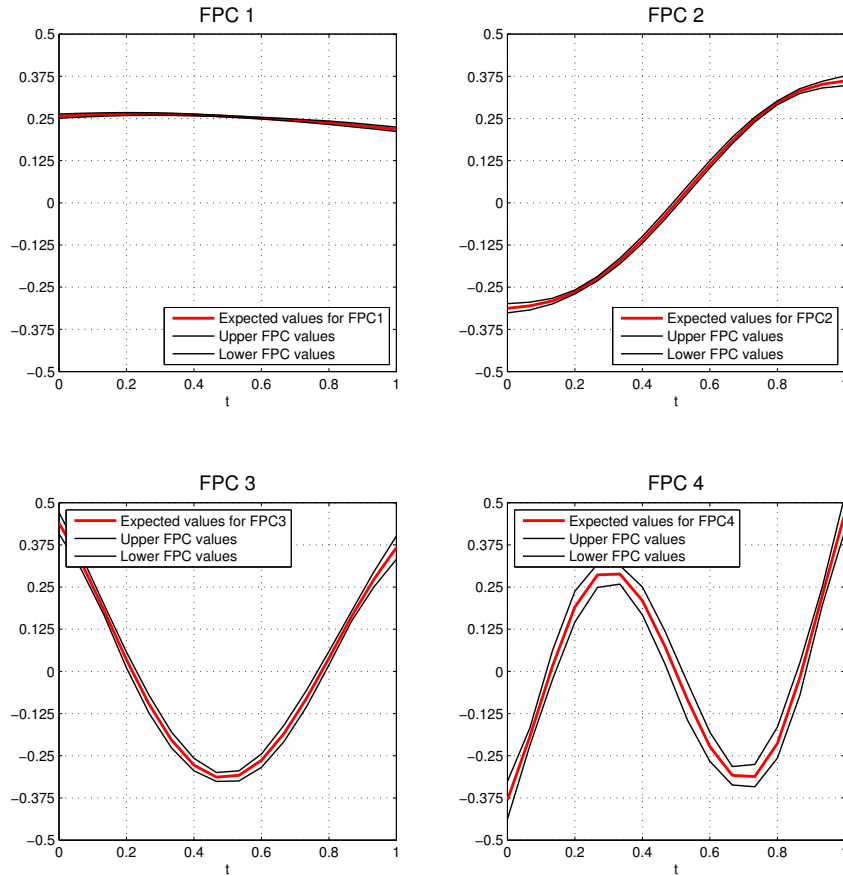 FPC 1
0.5
0.375
0.25
0.125
0
−0.125
−0.25
−0.375
−0.5
0 0.2 0.4 0.6 0.8 1
t
Expected values for FPC1
Upper FPC values
Lower FPC values
FPC 2
0.5
0.375
0.25
0.125
0
−0.125
−0.25
−0.375
−0.5
0 0.2 0.4 0.6 0.8 1
t
Expected values for FPC2
Upper FPC values
Lower FPC values
FPC 3
0.5
0.375
0.25
0.125
0
−0.125
−0.25
−0.375
−0.5
0 0.2 0.4 0.6 0.8 1
t
Expected values for FPC3
Upper FPC values
Lower FPC values
FPC 4
0.5
0.375
0.25
0.125
0
−0.125
−0.25
−0.375
−0.5
0 0.2 0.4 0.6 0.8 1
t
Expected values for FPC4
Upper FPC values
Lower FPC values